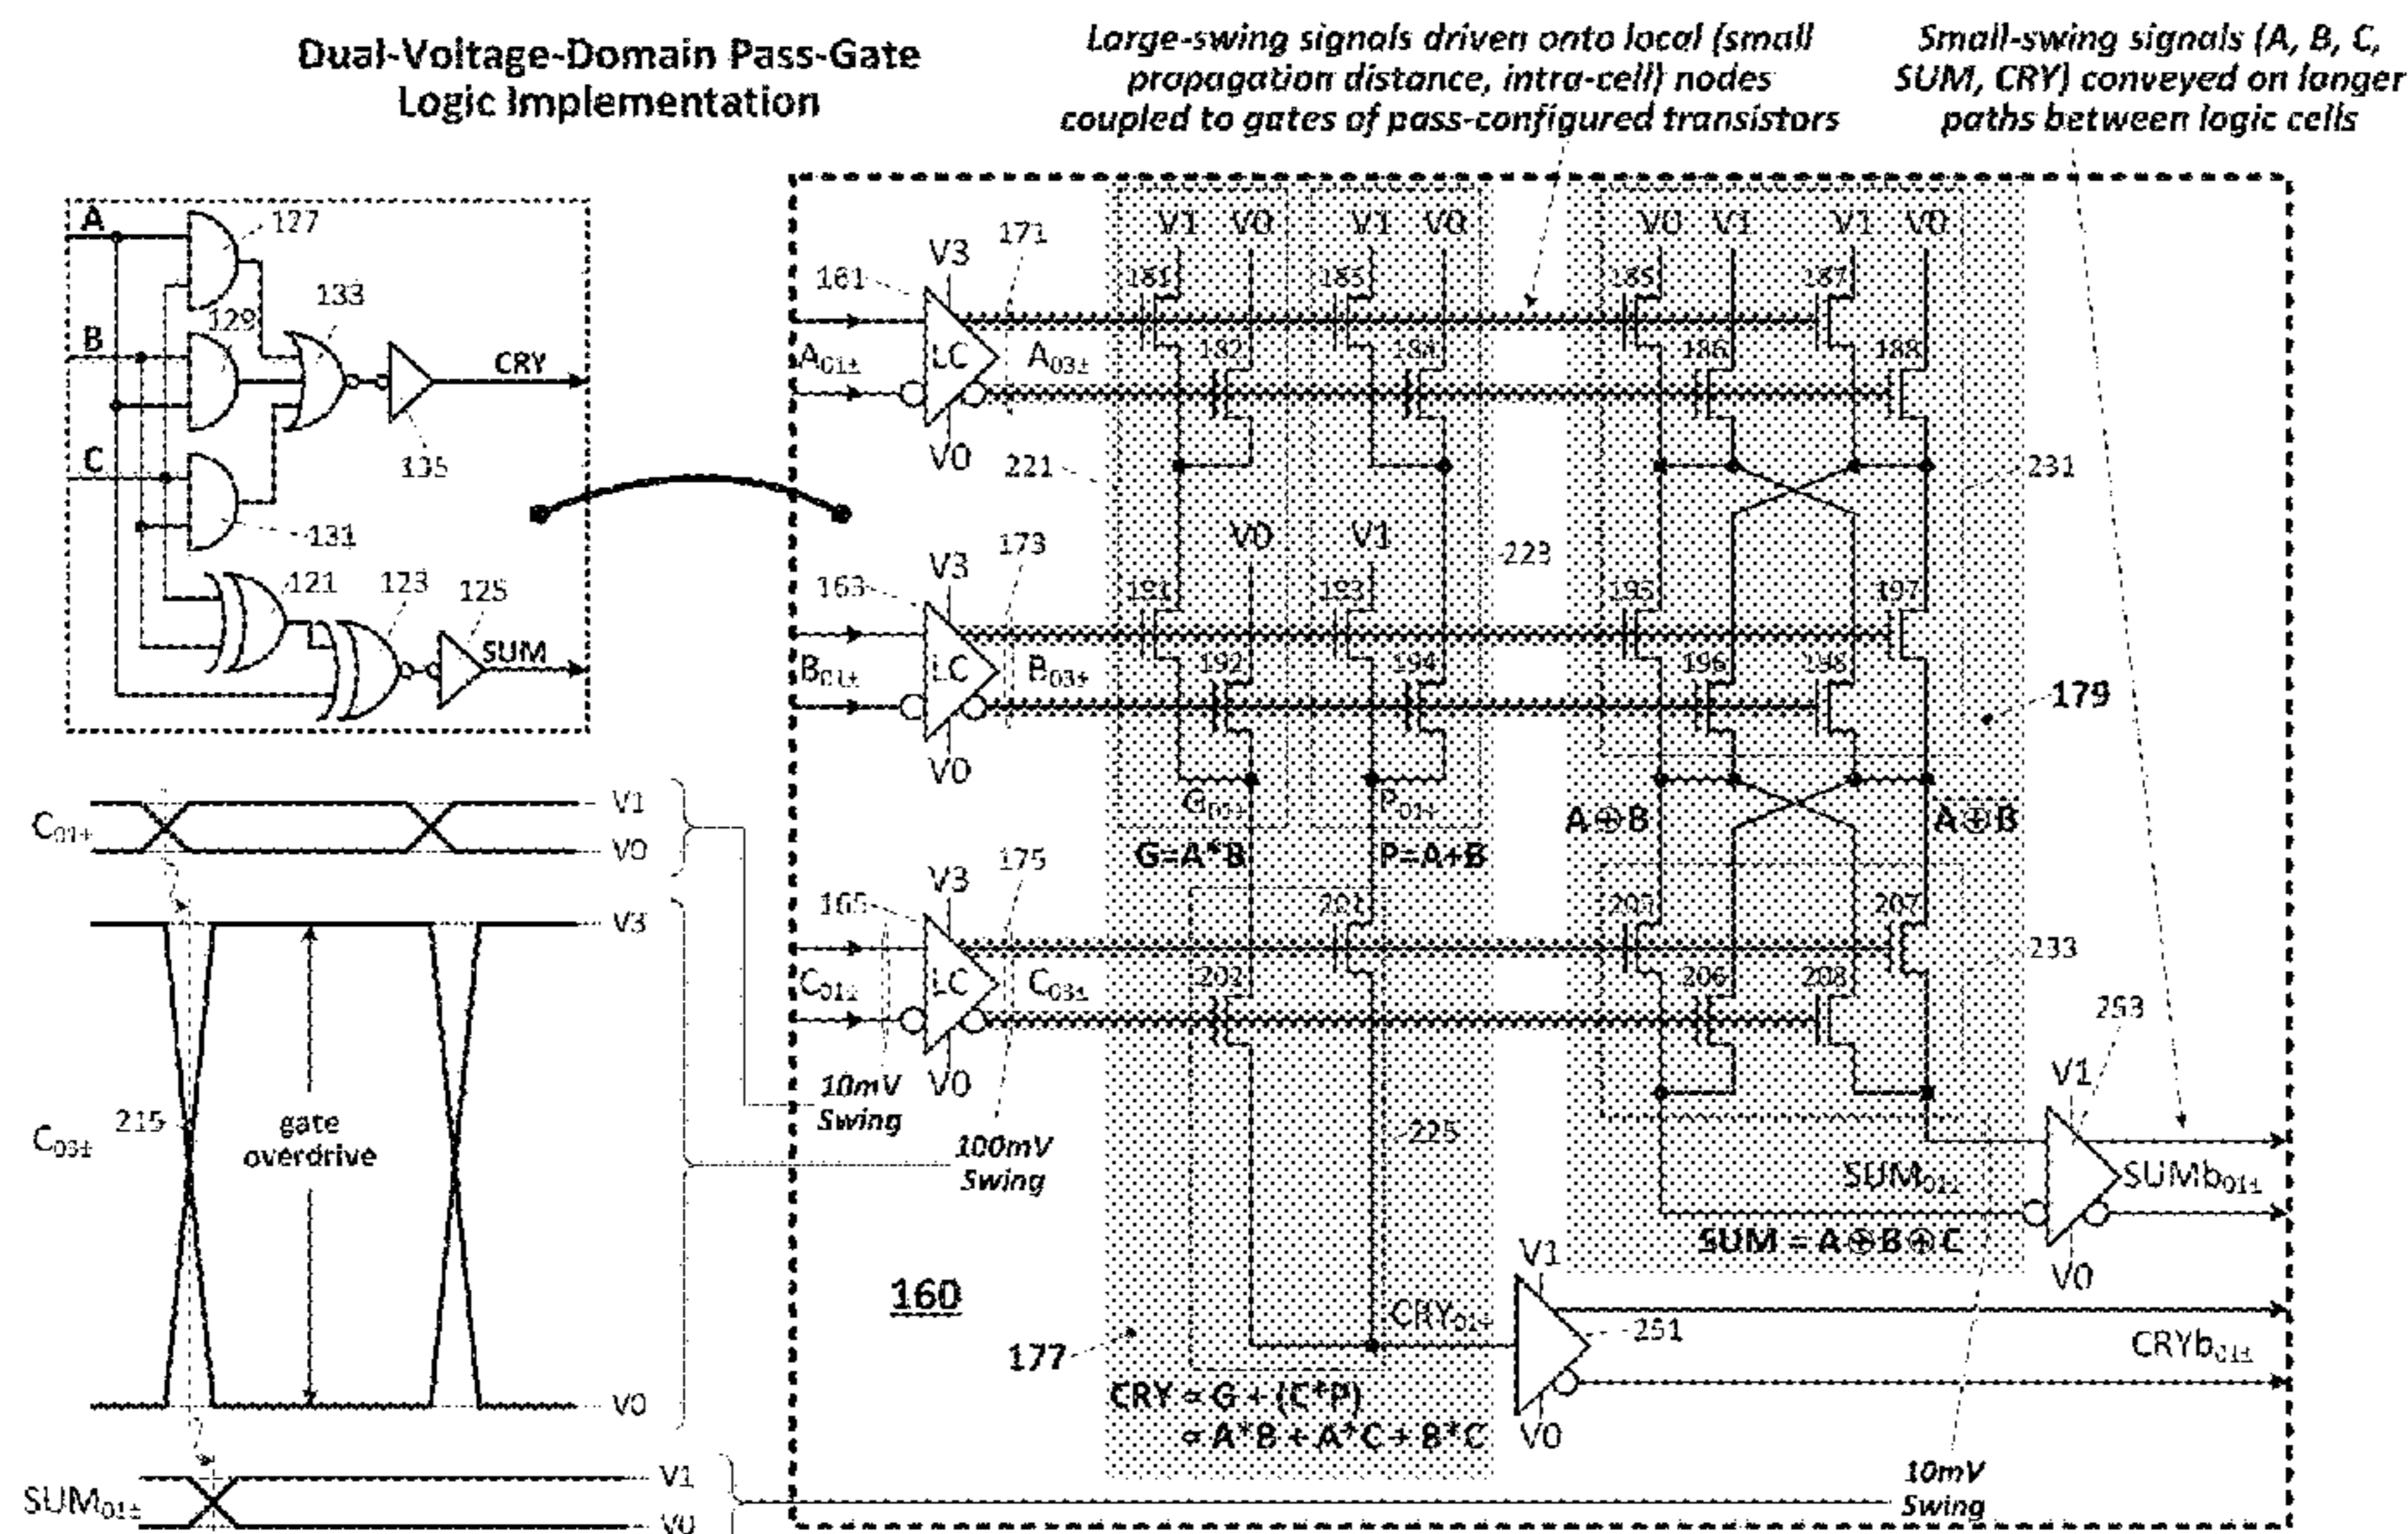 Dual-Voltage-Domain Pass-Gate
Logic Implementation
Large-swing signals driven onto local (small
propagation distance, intra-cell) nodes
coupled to gates of pass-configured transistors
Small-swing signals (A, B, C,
SUM, CRY) conveyed on longer
paths between logic cells
A
127
B
129
133
CRY
C
135
131
121
123
125
SUM
C01±
V1
V0
C03±
V3
215
gate
overdrive
V0
SUM01±
V1
V0
161
V3
171
A01±
LC
A03±
V0
221
163
V3
173
B01±
LC
B03±
V0
165
V3
175
C01±
LC
C03±
V0
10mV
Swing
100mV
Swing
160
177
V1 V0 V1 V0 V0 V1 V1 V0
181 185 185 187
182 184 186 188
231
V0 V1
223
191 193 195 197
192 194 196 198
179
G01± P01±
A⊕B A⊕B
G=A*B P=A+B
201 205 207
202 206 208
233
225
253
V1
SUM01±
SUMb01±
SUM = A⊕B⊕C
V0
V1
CRY01±
251
CRYb01±
V0
CRY = G + (C*P)
= A*B + A*C + B*C
10mV
Swing